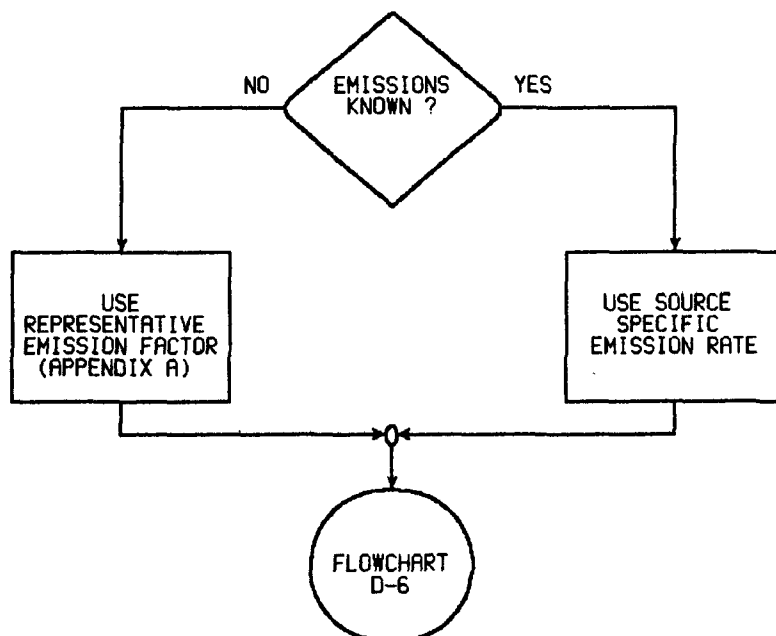 NO
EMISSIONS
KNOWN ?
YES
USE
REPRESENTATIVE
EMISSION FACTOR
(APPENDIX A)
USE SOURCE
SPECIFIC
EMISSION RATE
FLOWCHART
D-6